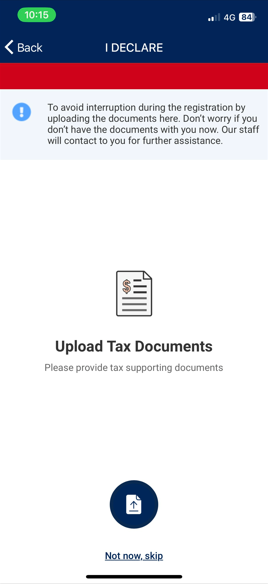 10:15
4G 84
Back
I DECLARE
To avoid interruption during the registration by
uploading the documents here. Don't worry if you
don't have the documents with you now. Our staff
will contact to you for further assistance.
$
Upload Tax Documents
Please provide tax supporting documents
Not now, skip